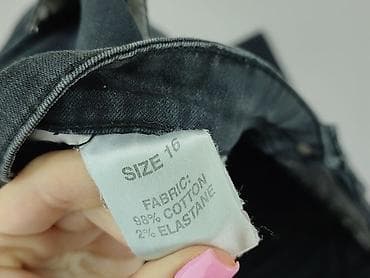 SIZE 16
FABRIC:
98% COTTON
2% ELASTANE